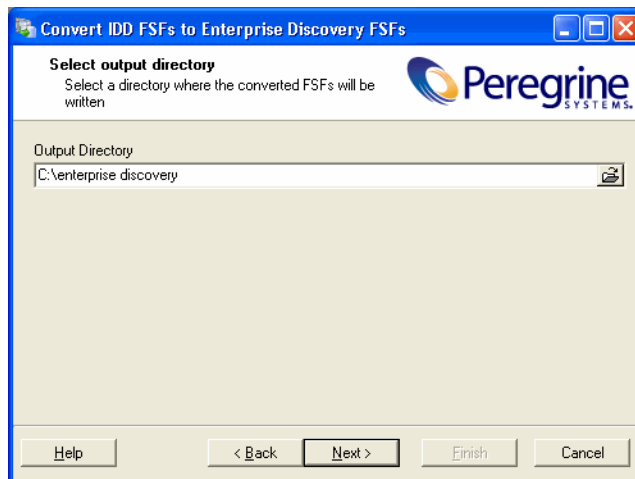 Convert IDD FSFs to Enterprise Discovery FSFs
Select output directory
Select a directory where the converted FSFs will be
written
Peregrine
SYSTEMS.
Output Directory
C:\enterprise discovery
Help
< Back
Next >
Finish
Cancel